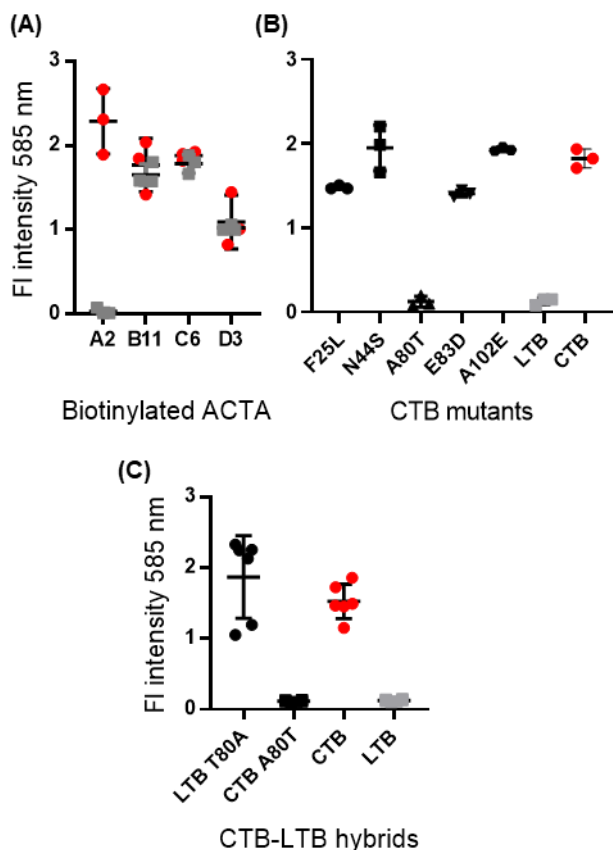 (A)
FI intensity 585 nm
3
2
1
0
A2 B11 C6 D3
Biotinylated ACTA
(B)
3
2
1
0
F25L
N44S
A80T
E83D
A102E
LTB
CTB
CTB mutants
(C)
FI intensity 585 nm
3
2
1
0
LTB T80A
CTB A80T
CTB
LTB
CTB-LTB hybrids